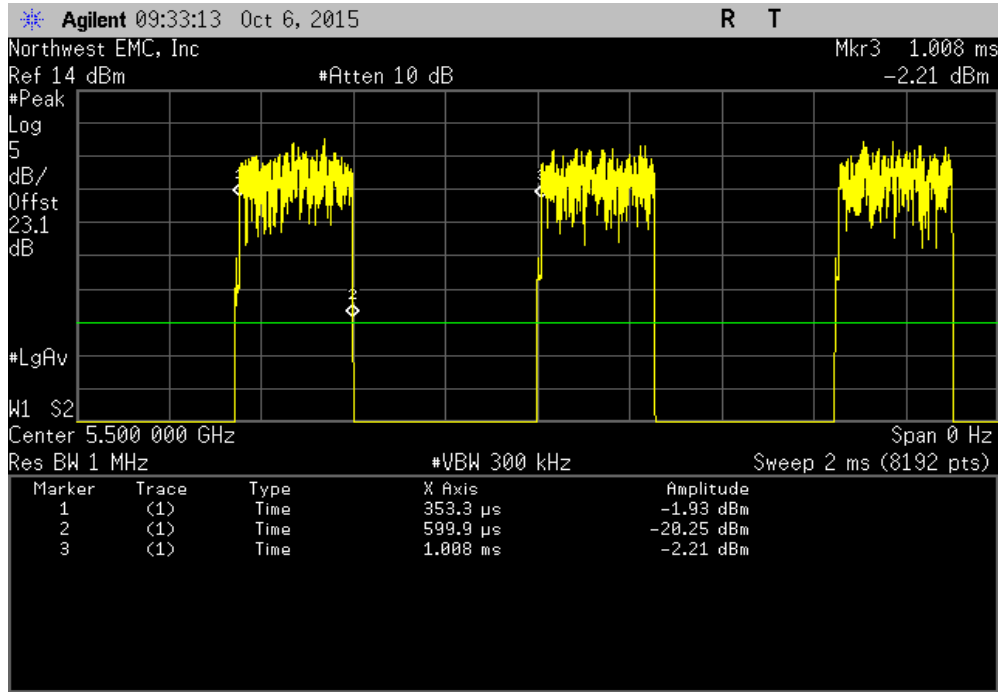 Agilent 09:33:13 Oct 6, 2015 R T
Northwest EMC, Inc Mkr3 1.008 ms
Ref 14 dBm #Atten 10 dB -2.21 dBm
#Peak
Log
5
dB/
Offst
23.1
dB
2
#LgAv
W1 S2
Center 5.500 000 GHz Span 0 Hz
Res BW 1 MHz #VBW 300 kHz Sweep 2 ms (8192 pts)
Marker Trace Type X Axis Amplitude
1 (1) Time 353.3 µs -1.93 dBm
2 (1) Time 599.9 µs -20.25 dBm
3 (1) Time 1.008 ms -2.21 dBm